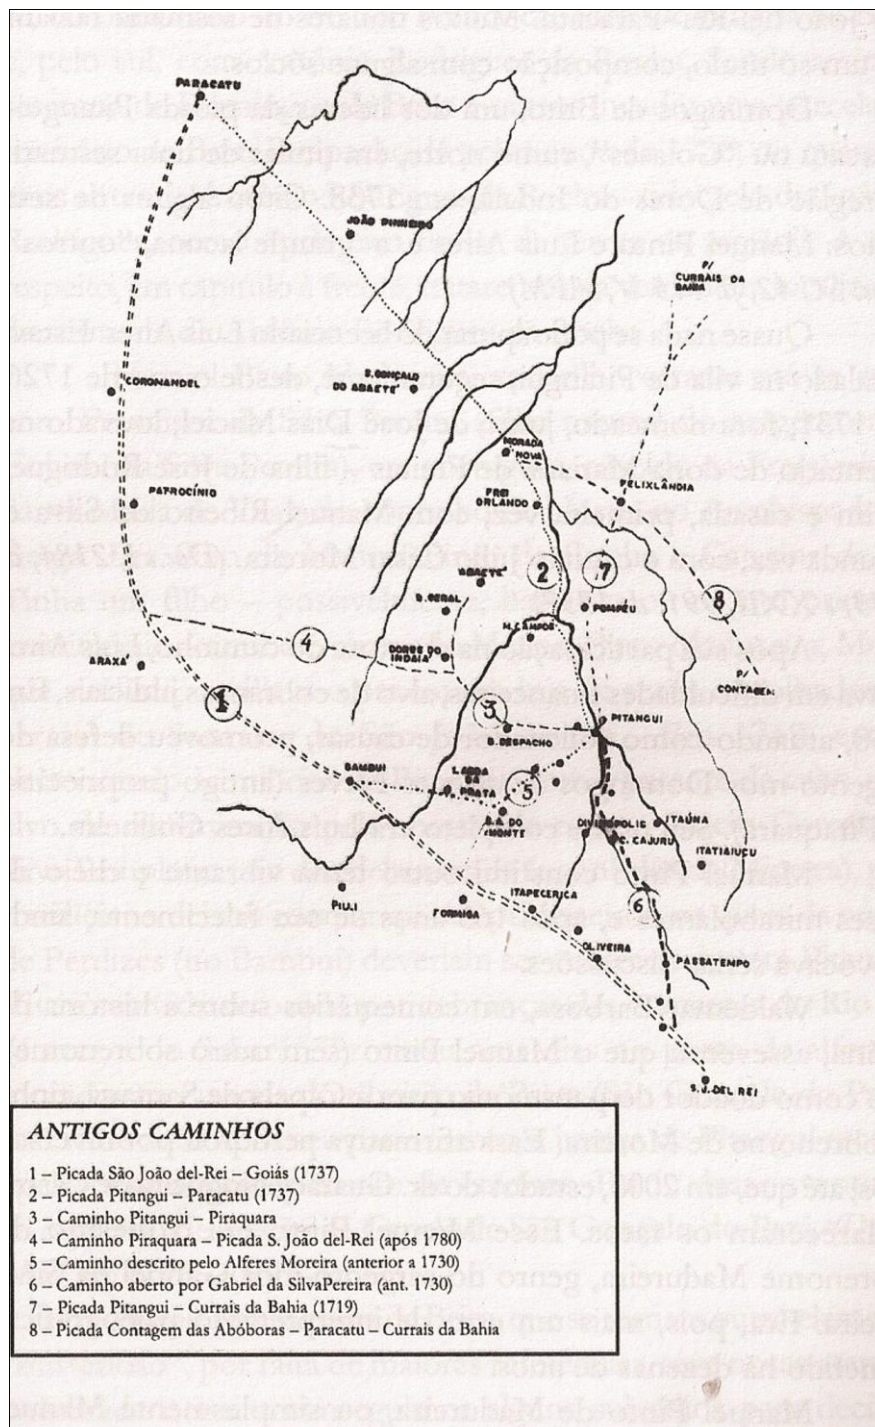 PARACATU
JOÃO PINHEIRO
P/
CURRAIS DA
BAHIA
COROMANDEL
S. GONÇALO
DO ABAETÉ
MORADA
NOVA
PATROCÍNIO
FREI
ORLANDO
FELIXLÂNDIA
2
7
8
ABAETÉ
Q. GERAL
POMPÉU
M. CAMPOS
4
DORES DO
INDAIÁ
ARAXÁ
P/
CONTAGEM
1
3
PITANGUI
B. DESPACHO
BAMBUÍ
L. DA
PRATA
5
S. A. DO
MONTE
DIVINÓPOLIS
ITAÚNA
C. CAJURU
ITATIAIUÇU
PIUI
FORMIGA
ITAPECERICA
6
OLIVEIRA
PASSATEMPO
S. J. DEL REI
ANTIGOS CAMINHOS
1 – Picada São João del-Rei – Goiás (1737)
2 – Picada Pitangui – Paracatu (1737)
3 – Caminho Pitangui – Piraquara
4 – Caminho Piraquara – Picada S. João del-Rei (após 1780)
5 – Caminho descrito pelo Alferes Moreira (anterior a 1730)
6 – Caminho aberto por Gabriel da SilvaPereira (ant. 1730)
7 – Picada Pitangui – Currais da Bahia (1719)
8 – Picada Contagem das Abóboras – Paracatu – Currais da Bahia